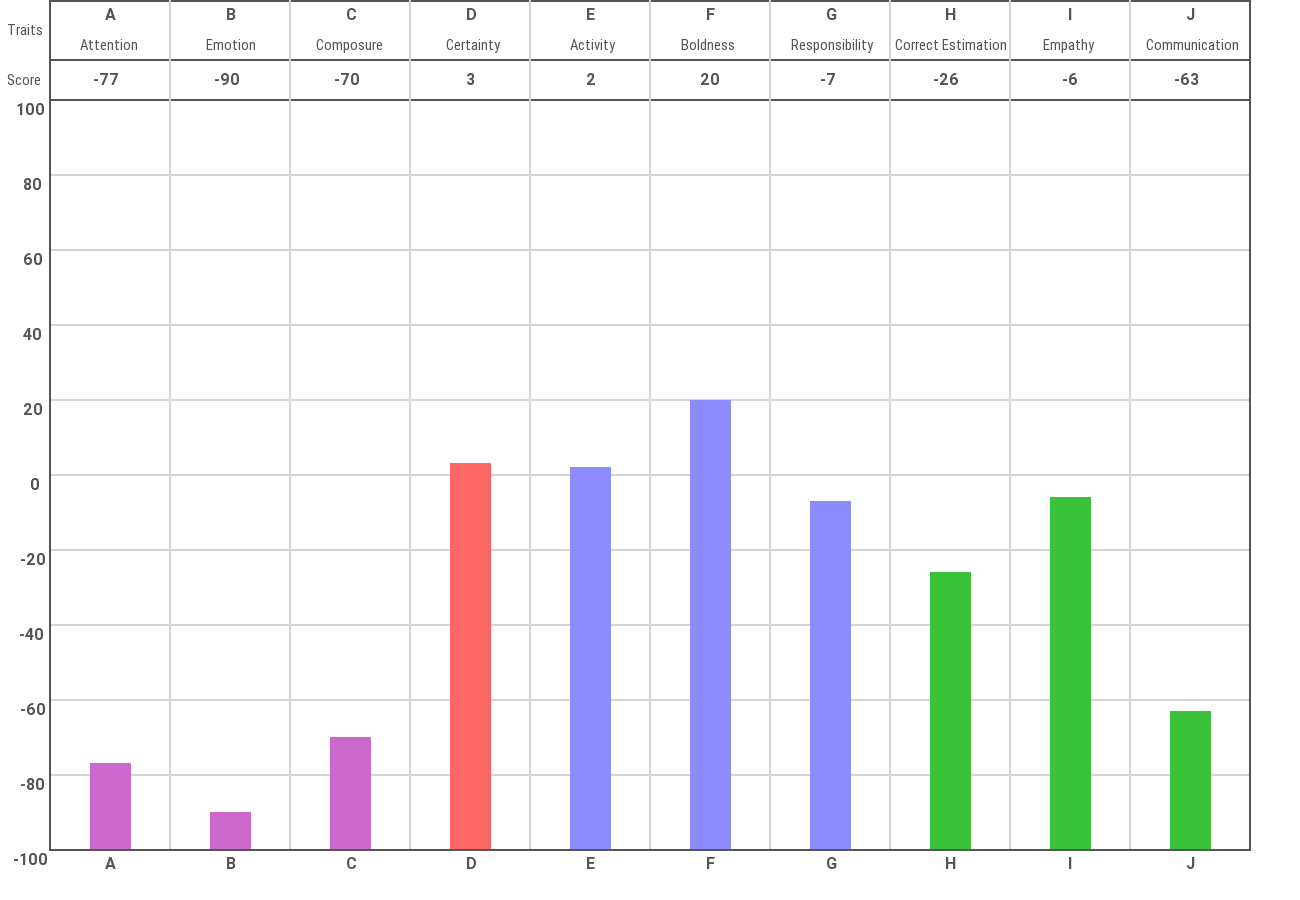 A B C D E F G H I J
Traits
Attention Emotion Composure Certainty Activity Boldness Responsibility Correct Estimation Empathy Communication
Score -77 -90 -70 3 2 20 -7 -26 -6 -63
100
80
60
40
20
0
-20
-40
-60
-80
-100
A B C D E F G H I J